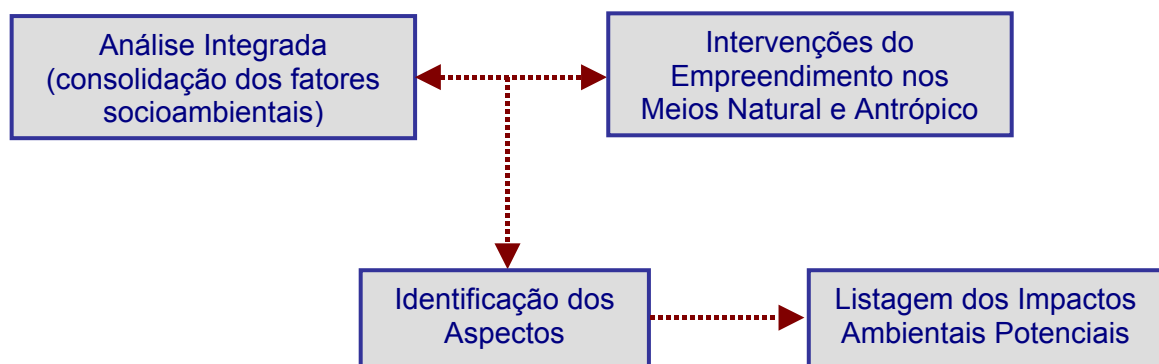 Análise Integrada
(consolidação dos fatores
socioambientais)
Intervenções do
Empreendimento nos
Meios Natural e Antrópico
Identificação dos
Aspectos
Listagem dos Impactos
Ambientais Potenciais